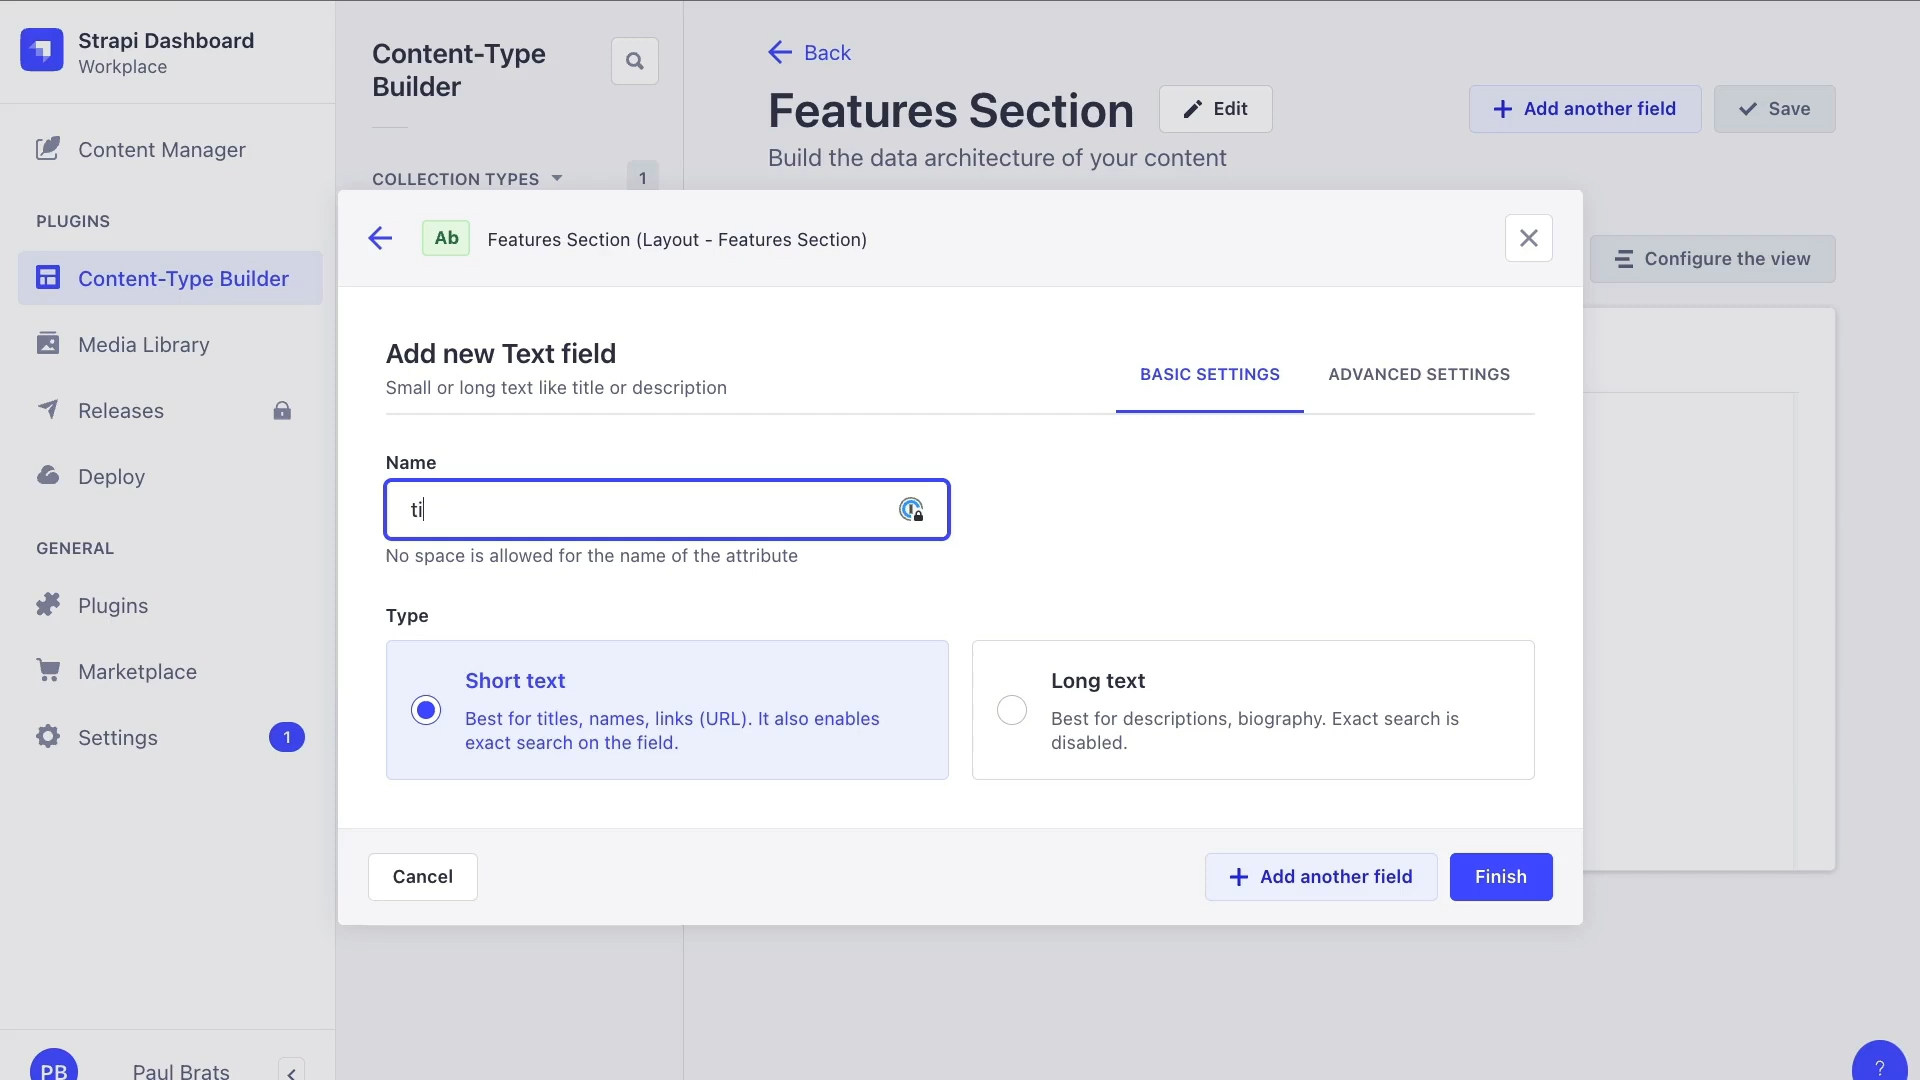 Strapi Dashboard
Workplace
Content Manager
PLUGINS
Content-Type Builder
Media Library
Releases
Deploy
GENERAL
Plugins
Marketplace
Settings
1
PB
Paul Brats
Content-Type
Builder
COLLECTION TYPES
1
Back
Features Section
Edit
Add another field
Save
Build the data architecture of your content
Configure the view
Ab
Features Section (Layout - Features Section)
Add new Text field
Small or long text like title or description
BASIC SETTINGS
ADVANCED SETTINGS
Name
ti
No space is allowed for the name of the attribute
Type
Short text
Best for titles, names, links (URL). It also enables
exact search on the field.
Long text
Best for descriptions, biography. Exact search is
disabled.
Cancel
Add another field
Finish
?